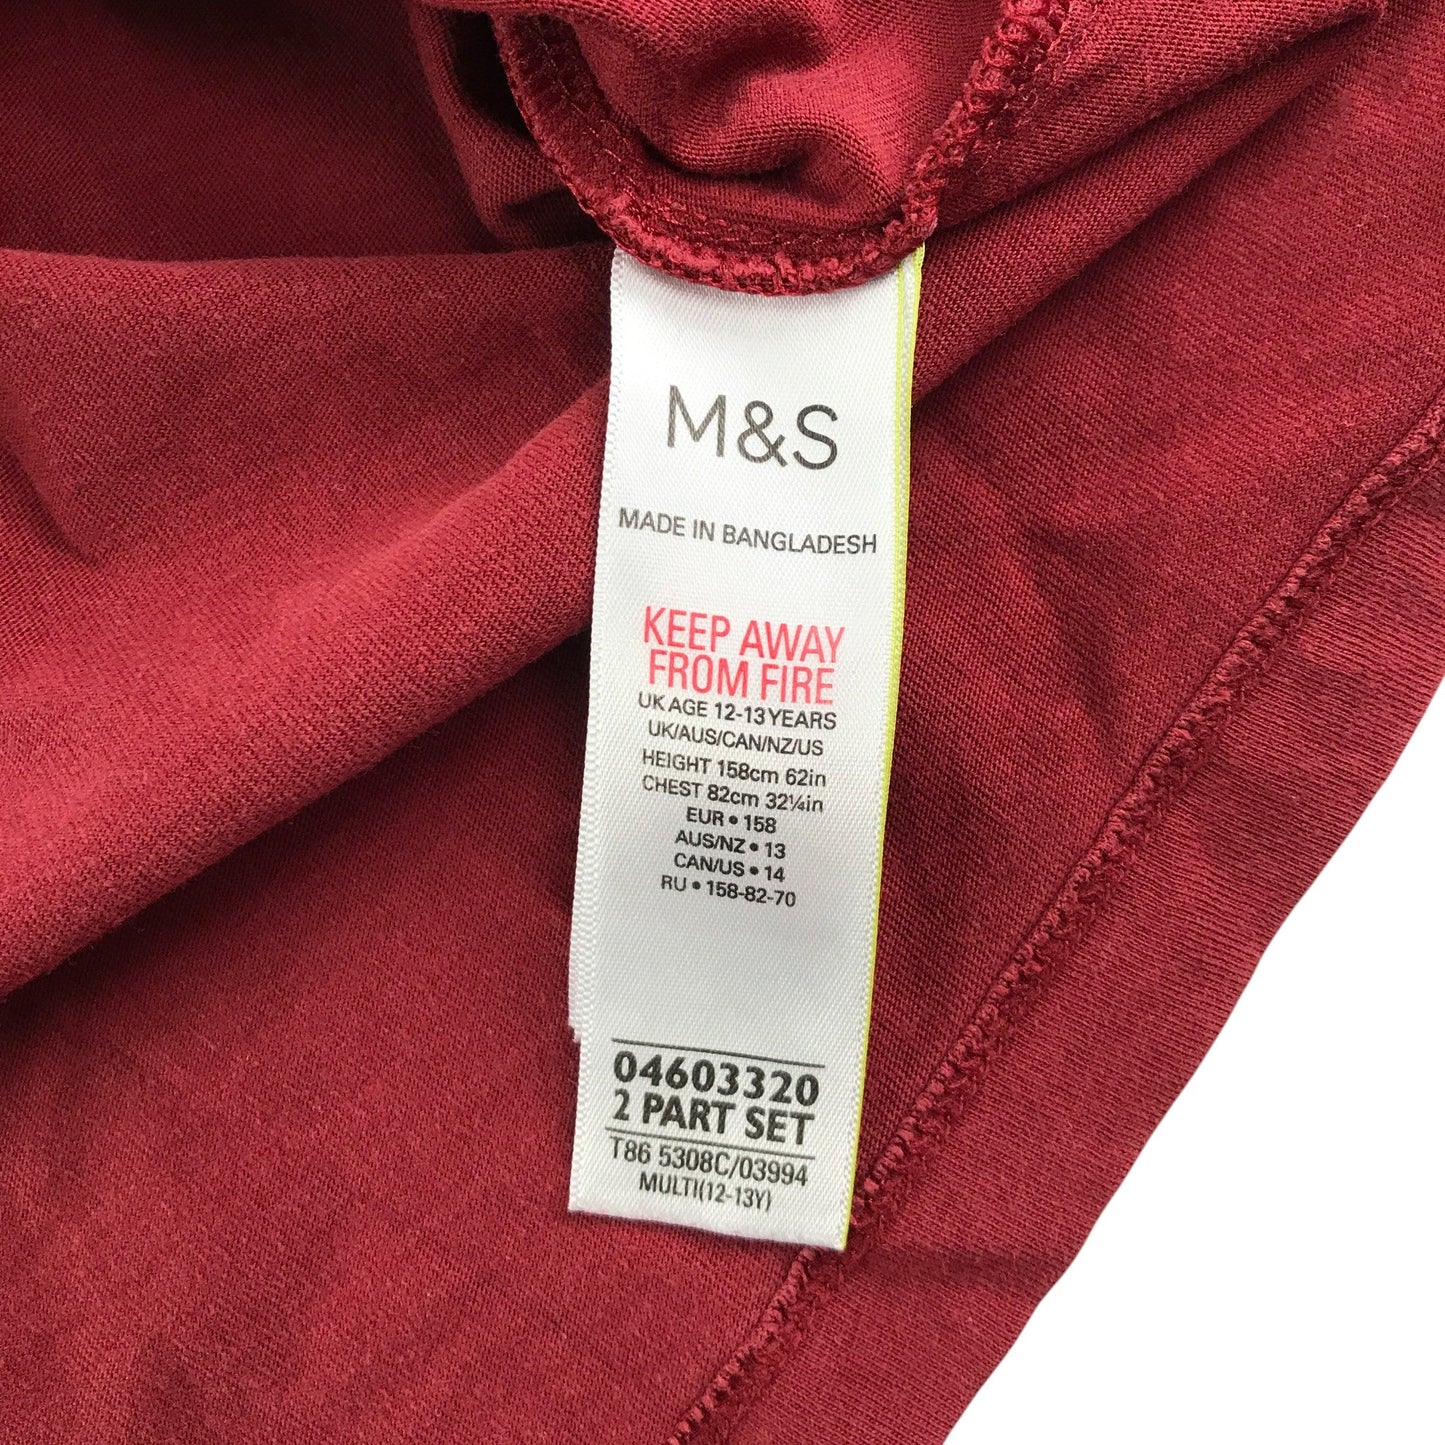 M&S
MADE IN BANGLADESH
KEEP AWAY
FROM FIRE
UK AGE 12-13 YEARS
UK/AUS/CAN/NZ/US
HEIGHT 158cm 62in
CHEST 82cm 32¼in
EUR • 158
AUS/NZ • 13
CAN/US • 14
RU • 158-82-70
04603320
2 PART SET
T86 5308C/03994
MULTI(12-13Y)